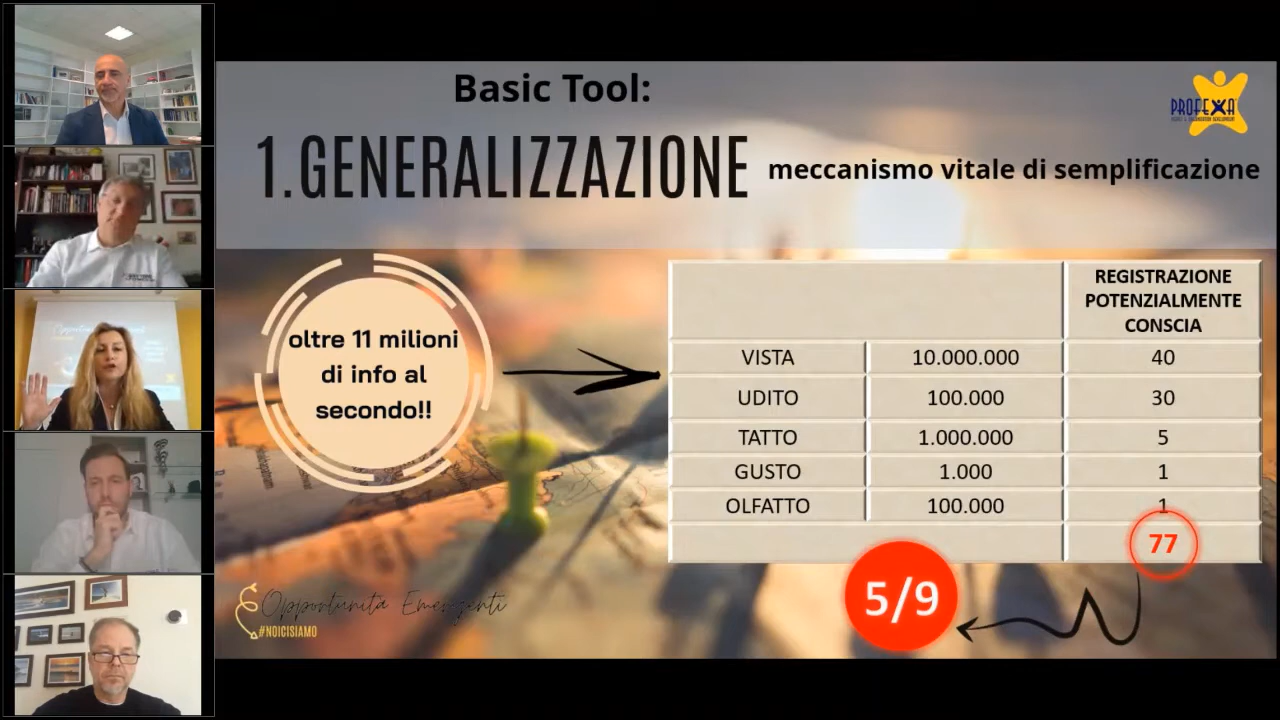 Basic Tool:
1.GENERALIZZAZIONE
meccanismo vitale di semplificazione
PROFEXA
oltre 11 milioni
di info al
secondo!!
REGISTRAZIONE
POTENZIALMENTE
CONSCIA
VISTA 10.000.000 40
UDITO 100.000 30
TATTO 1.000.000 5
GUSTO 1.000 1
OLFATTO 100.000 1
77
5/9
Opportunità Emergenti
#NOICISIAMO